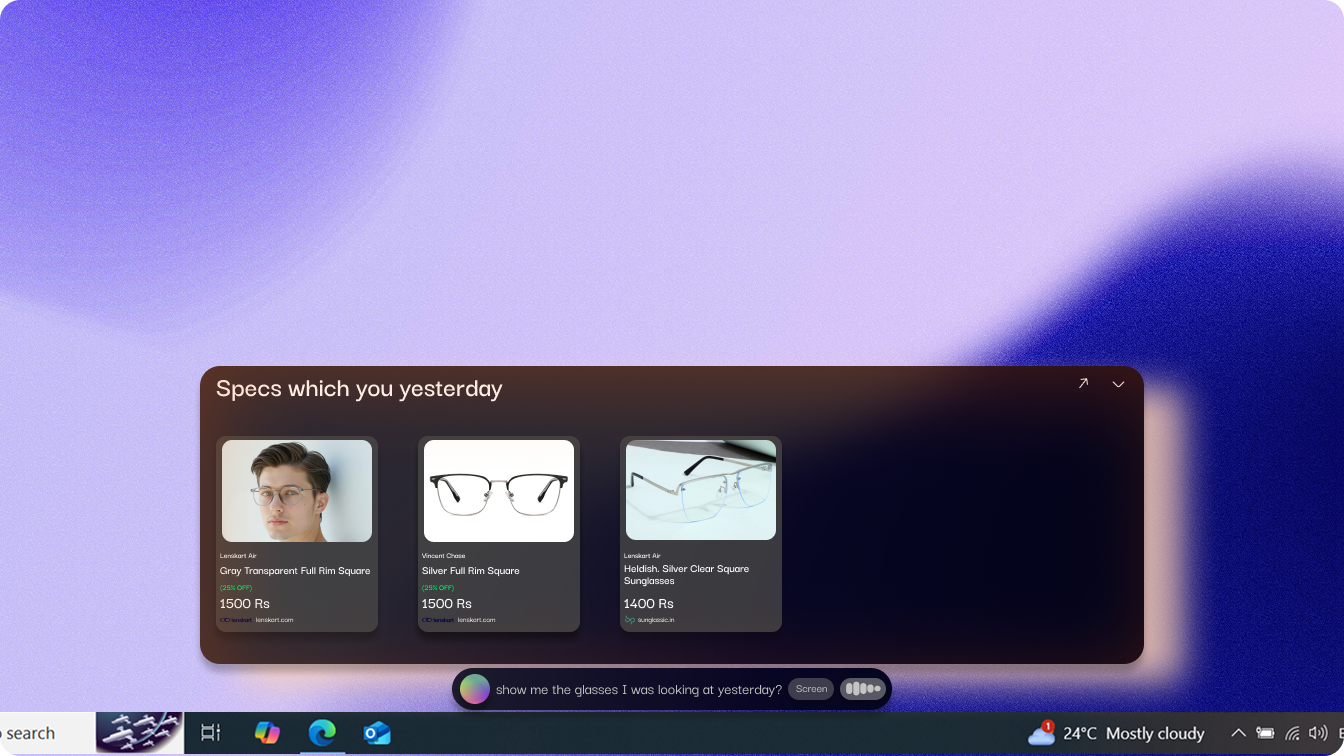 Specs which you yesterday
Lenskart Air
Gray Transparent Full Rim Square
(25% OFF)
1500 Rs
lenskart lenskart.com
Vincent Chase
Silver Full Rim Square
(25% OFF)
1500 Rs
lenskart lenskart.com
Lenskart Air
Heldish. Silver Clear Square
Sunglasses
1400 Rs
sunglassic.in
show me the glasses I was looking at yesterday?
Screen
search
1
24°C Mostly cloudy